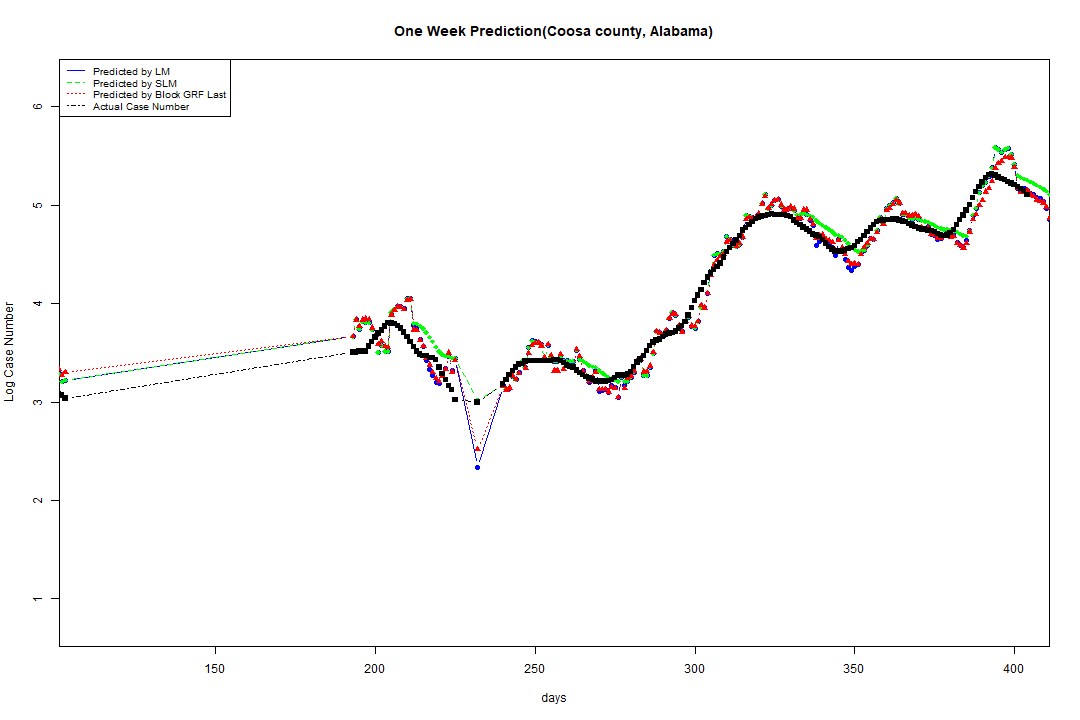 One Week Prediction(Coosa county, Alabama)
Predicted by LM
Predicted by SLM
Predicted by Block GRF Last
Actual Case Number
Log Case Number
6
5
4
3
2
1
150 200 250 300 350 400
days